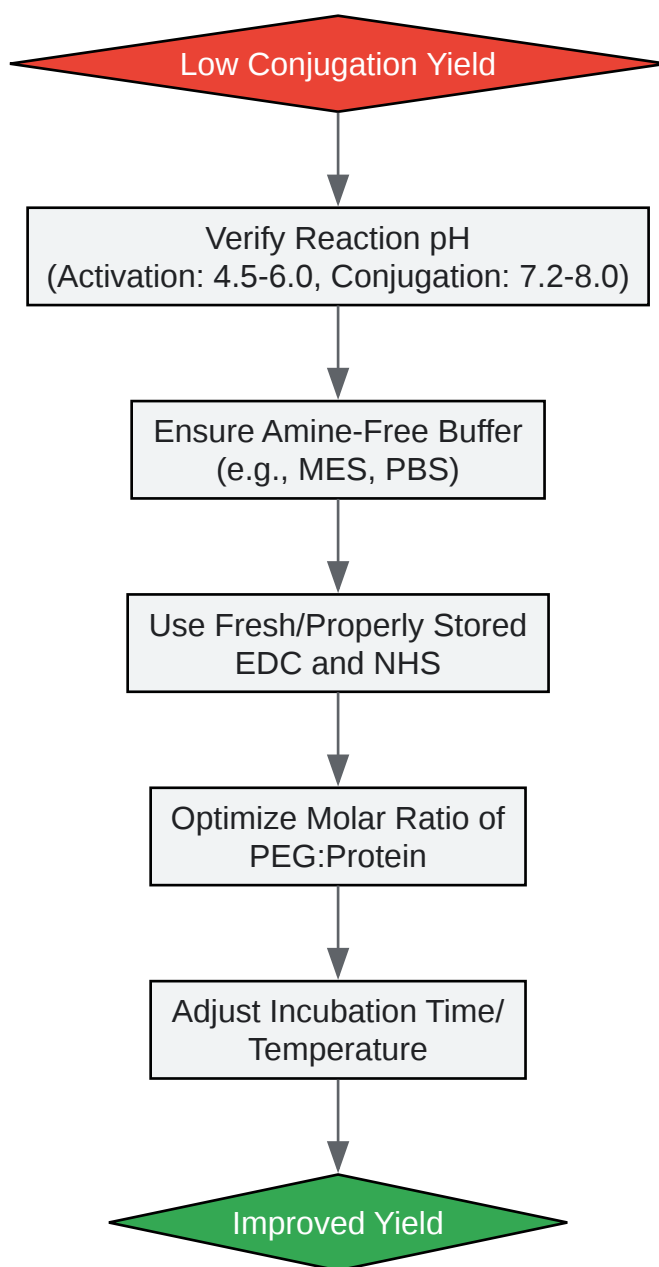 Low Conjugation Yield
Verify Reaction pH
(Activation: 4.5-6.0, Conjugation: 7.2-8.0)
Ensure Amine-Free Buffer
(e.g., MES, PBS)
Use Fresh/Properly Stored
EDC and NHS
Optimize Molar Ratio of
PEG:Protein
Adjust Incubation Time/
Temperature
Improved Yield